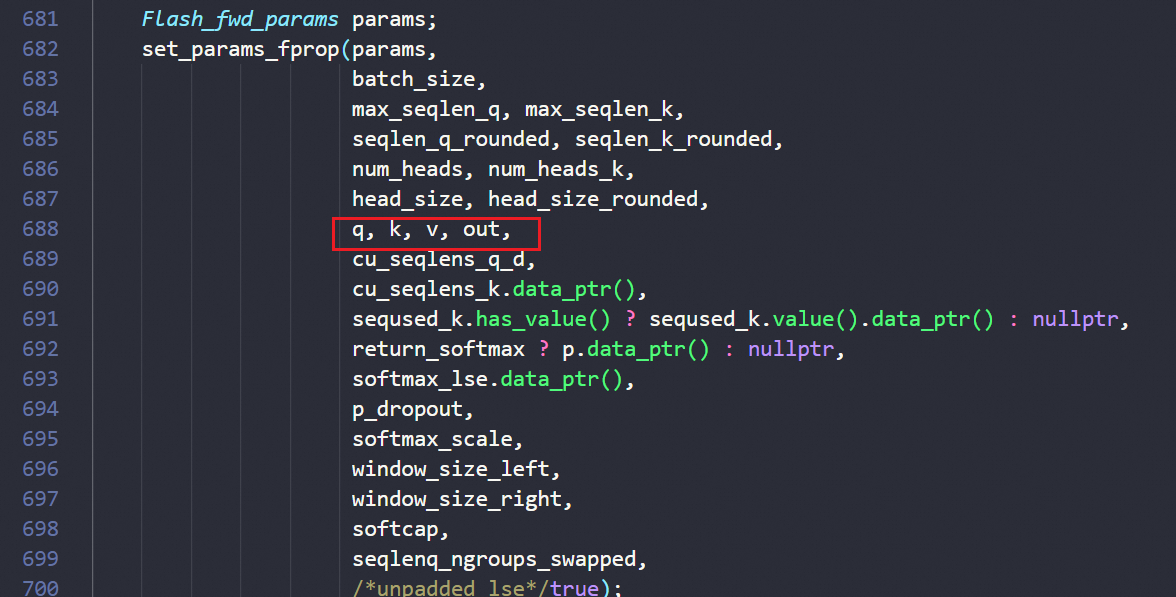 681 Flash_fwd_params params;
682 set_params_fprop(params,
683 batch_size,
684 max_seqlen_q, max_seqlen_k,
685 seqlen_q_rounded, seqlen_k_rounded,
686 num_heads, num_heads_k,
687 head_size, head_size_rounded,
688 q, k, v, out,
689 cu_seqlens_q_d,
690 cu_seqlens_k.data_ptr(),
691 seqused_k.has_value() ? seqused_k.value().data_ptr() : nullptr,
692 return_softmax ? p.data_ptr() : nullptr,
693 softmax_lse.data_ptr(),
694 p_dropout,
695 softmax_scale,
696 window_size_left,
697 window_size_right,
698 softcap,
699 seqlenq_ngroups_swapped,
700 /*unpadded_lse*/true);